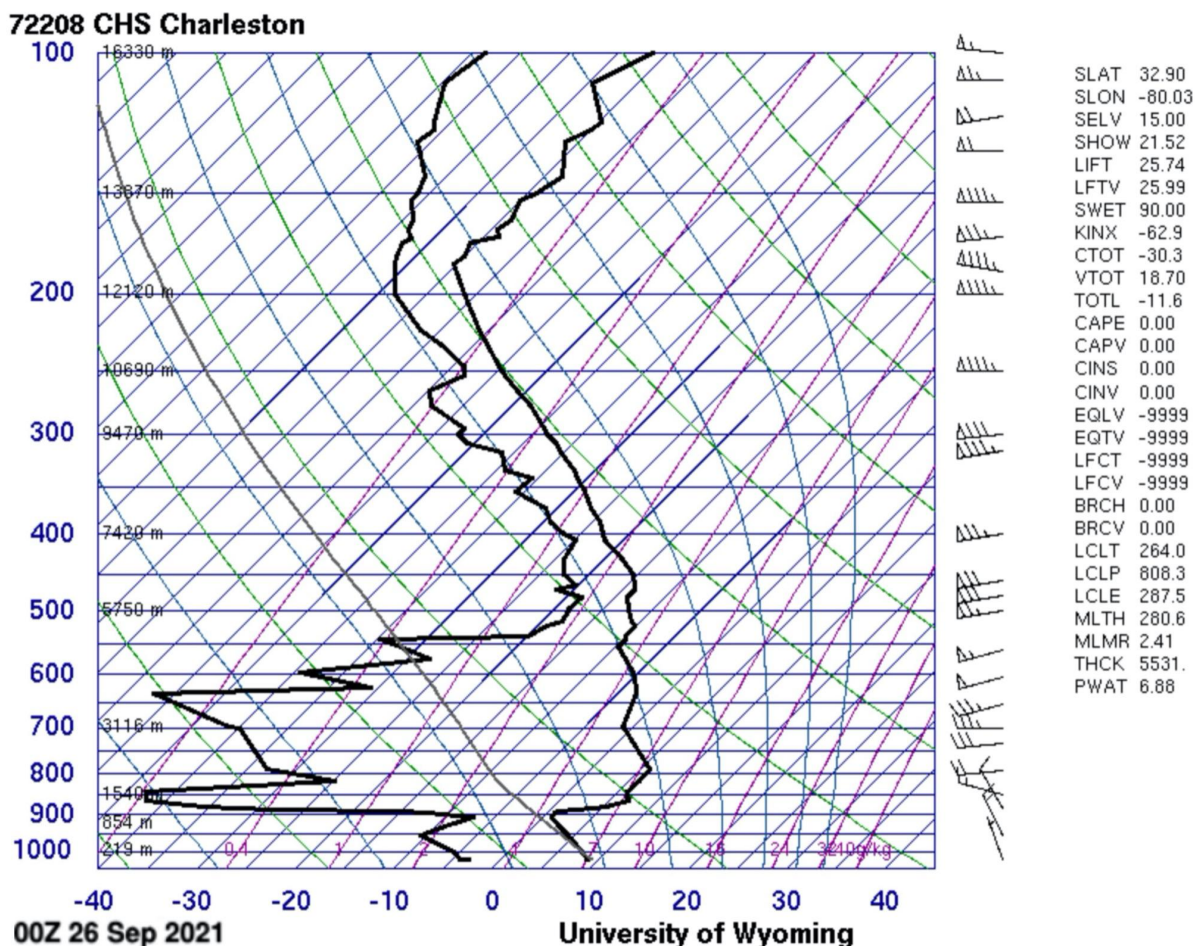 72208 CHS Charleston
100
16330 m
13870 m
200
12120 m
10690 m
300
9470 m
400
7430 m
500
5750 m
600
700
3116 m
800
1540 m
900
854 m
1000
219 m
0.1 1 2 4 7 10 16 24 32 40g/kg
-40 -30 -20 -10 0 10 20 30 40
00Z 26 Sep 2021
University of Wyoming
SLAT 32.90
SLON -80.03
SELV 15.00
SHOW 21.52
LIFT 25.74
LFTV 25.99
SWET 90.00
KINX -62.9
CTOT -30.3
VTOT 18.70
TOTL -11.6
CAPE 0.00
CAPV 0.00
CINS 0.00
CINV 0.00
EQLV -9999
EQTV -9999
LFCT -9999
LFCV -9999
BRCH 0.00
BRCV 0.00
LCLT 264.0
LCLP 808.3
LCLE 287.5
MLTH 280.6
MLMR 2.41
THCK 5531.
PWAT 6.88